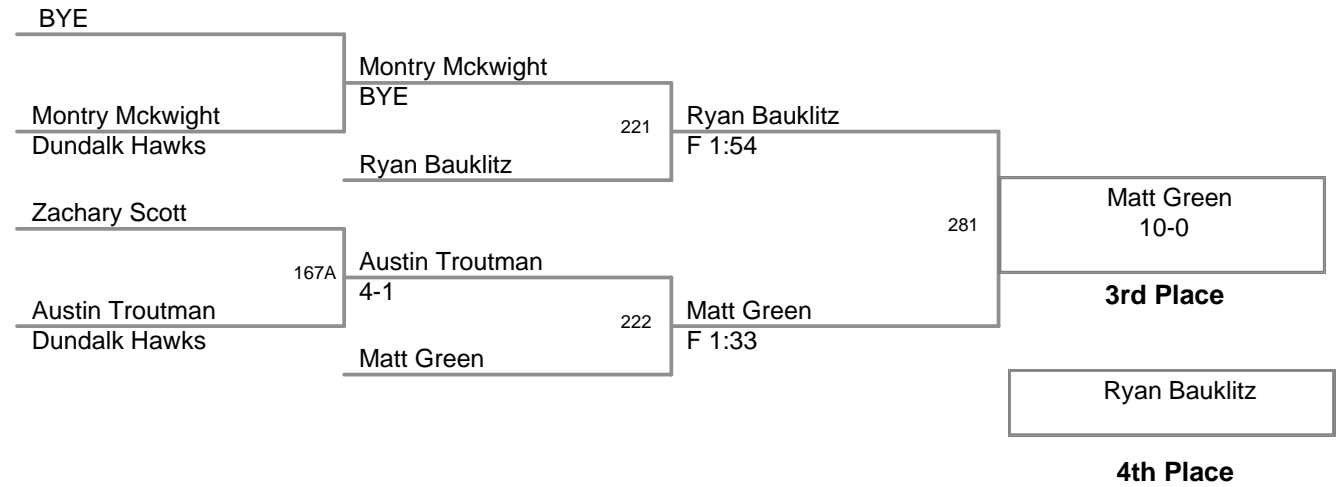 BYE
Montry Mckwight
BYE
Montry Mckwight
Dundalk Hawks
221
Ryan Bauklitz
F 1:54
Ryan Bauklitz
Zachary Scott
281
Matt Green
10-0
3rd Place
167A
Austin Troutman
4-1
Austin Troutman
Dundalk Hawks
222
Matt Green
F 1:33
Matt Green
Ryan Bauklitz
4th Place